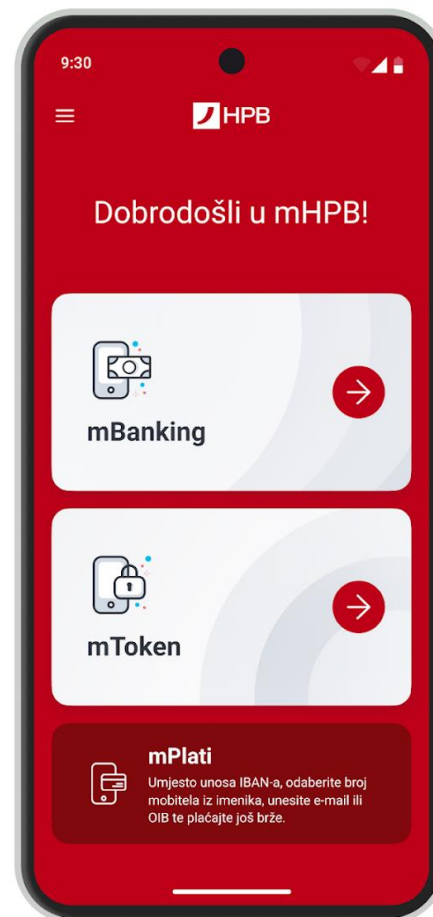 9:30
HPB
Dobrodošli u mHPB!
mBanking
mToken
mPlati
Umjesto unosa IBAN-a, odaberite broj
mobitela iz imenika, unesite e-mail ili
OIB te plaćajte još brže.